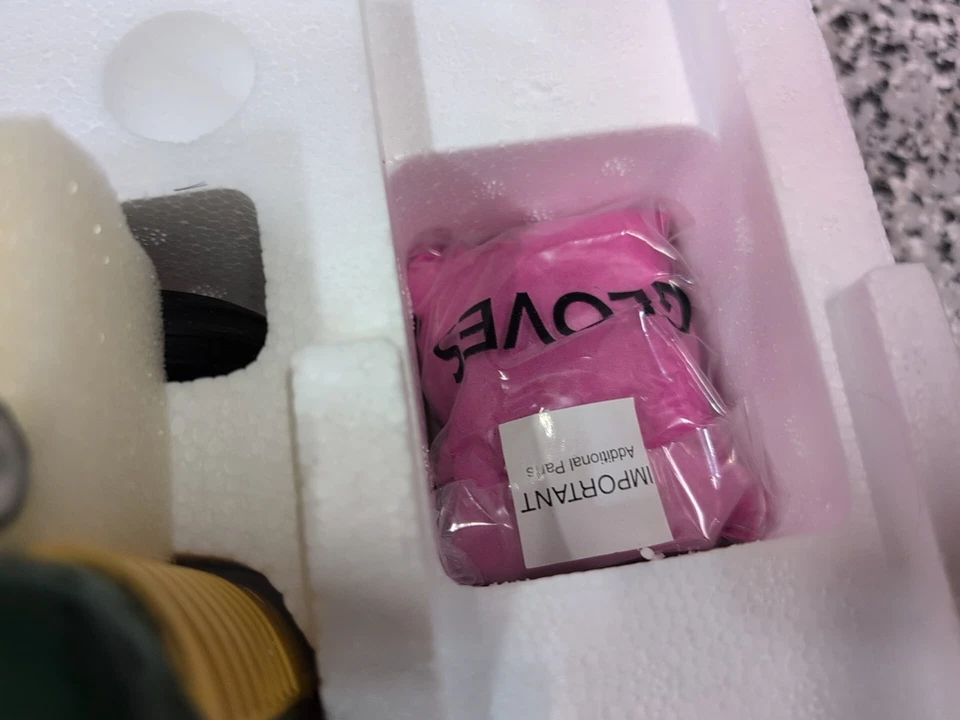 GLOVES
IMPORTANT
Additional Parts